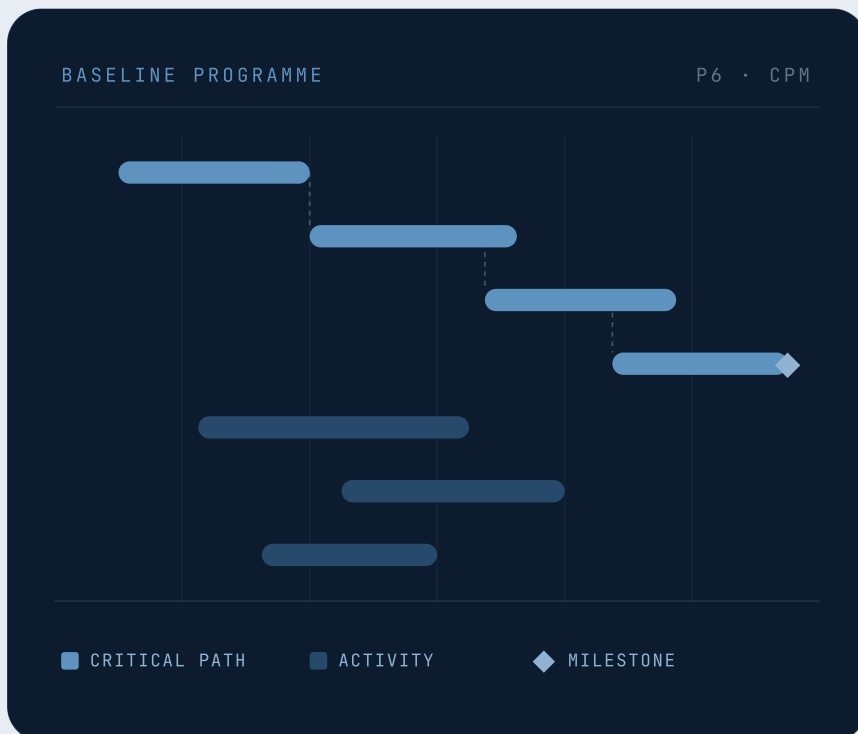 BASELINE PROGRAMME
P6 · CPM
CRITICAL PATH
ACTIVITY
MILESTONE